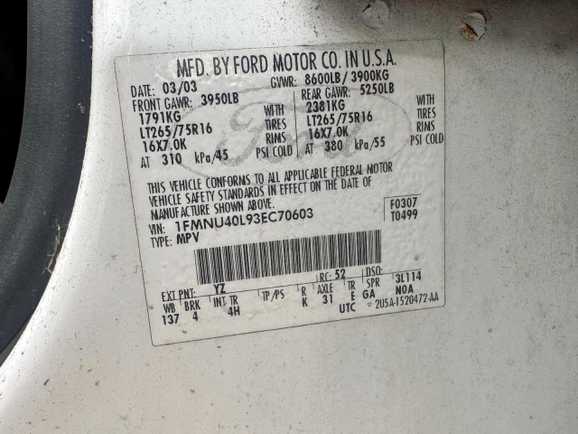 MFD. BY FORD MOTOR CO. IN U.S.A.
DATE: 03/03 GVWR: 8600LB/ 3900KG
FRONT GAWR: 3950LB REAR GAWR: 5250LB
1791KG WITH 2381KG WITH
LT265/75R16 TIRES LT265/75R16 TIRES
16X7.0K RIMS 16X7.0K RIMS
AT 310 kPa/45 PSI COLD AT 380 kPa/55 PSI COLD
THIS VEHICLE CONFORMS TO ALL APPLICABLE FEDERAL MOTOR
VEHICLE SAFETY STANDARDS IN EFFECT ON THE DATE OF
MANUFACTURE SHOWN ABOVE.
VIN: 1FMNU40L93EC70603 F0307
TYPE: MPV T0499
EXT PNT: YZ RC: 52 DSO:
WB BRK INT TR TP/PS R AXLE TR SPR 3L114
137 4 4H K 31 E GA N0A
UTC 2U5A-1520472-AA
Ford